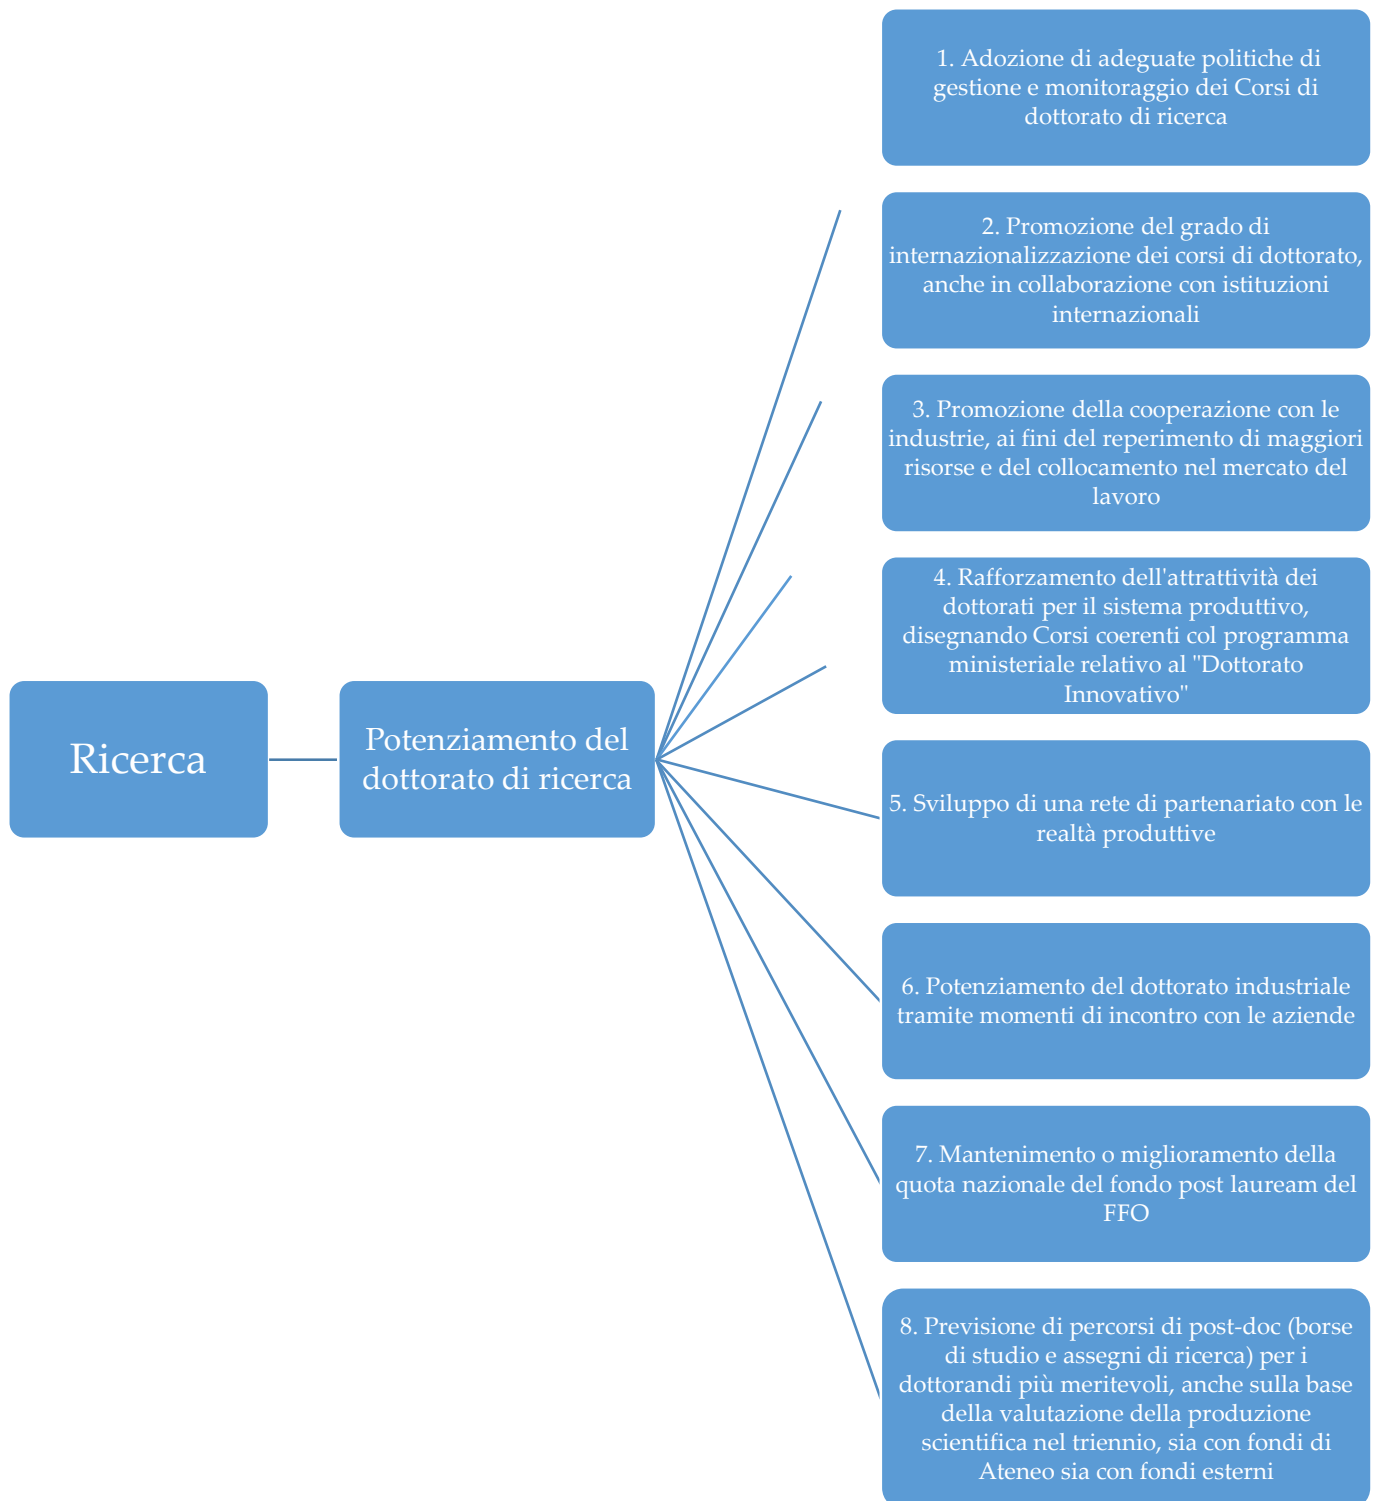 Ricerca
Potenziamento del
dottorato di ricerca
1. Adozione di adeguate politiche di
gestione e monitoraggio dei Corsi di
dottorato di ricerca
2. Promozione del grado di
internazionalizzazione dei corsi di dottorato,
anche in collaborazione con istituzioni
internazionali
3. Promozione della cooperazione con le
industrie, ai fini del reperimento di maggiori
risorse e del collocamento nel mercato del
lavoro
4. Rafforzamento dell'attrattività dei
dottorati per il sistema produttivo,
disegnando Corsi coerenti col programma
ministeriale relativo al "Dottorato
Innovativo"
5. Sviluppo di una rete di partenariato con le
realtà produttive
6. Potenziamento del dottorato industriale
tramite momenti di incontro con le aziende
7. Mantenimento o miglioramento della
quota nazionale del fondo post lauream del
FFO
8. Previsione di percorsi di post-doc (borse
di studio e assegni di ricerca) per i
dottorandi più meritevoli, anche sulla base
della valutazione della produzione
scientifica nel triennio, sia con fondi di
Ateneo sia con fondi esterni